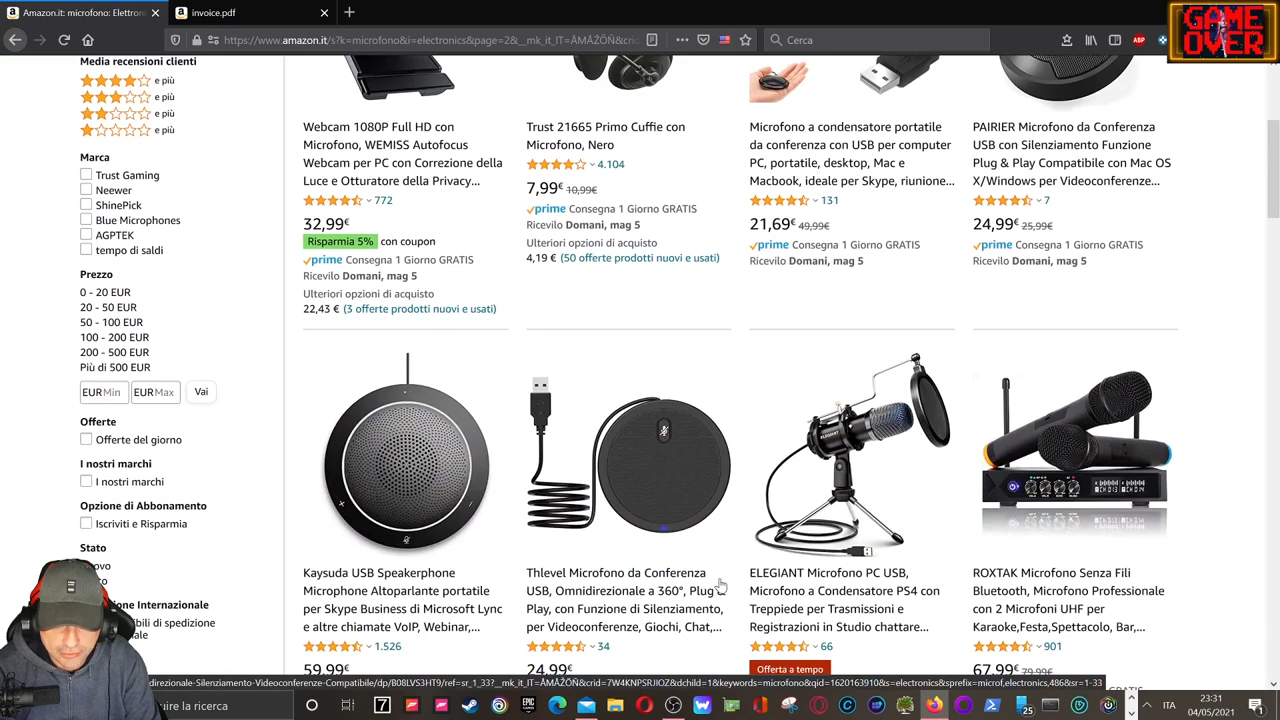 Amazon.it: microfono: Elettroni
invoice.pdf
GAME OVER
https://www.amazon.it/s?k=microfono&i=electronics&page=2&__mk_it_IT=ÅMÅŽÕÑ&crid
Cerca
ABP
Media recensioni clienti
e più
e più
e più
e più
Marca
Trust Gaming
Neewer
ShinePick
Blue Microphones
AGPTEK
tempo di saldi
Prezzo
0 - 20 EUR
20 - 50 EUR
50 - 100 EUR
100 - 200 EUR
200 - 500 EUR
Più di 500 EUR
EUR Min EUR Max Vai
Offerte
Offerte del giorno
I nostri marchi
I nostri marchi
Opzione di Abbonamento
Iscriviti e Risparmia
Stato
Webcam 1080P Full HD con
Microfono, WEMISS Autofocus
Webcam per PC con Correzione della
Luce e Otturatore della Privacy...
772
32,99€
Risparmia 5% con coupon
prime Consegna 1 Giorno GRATIS
Ricevilo Domani, mag 5
Ulteriori opzioni di acquisto
22,43 € (3 offerte prodotti nuovi e usati)
Trust 21665 Primo Cuffie con
Microfono, Nero
4.104
7,99€ 10,99€
prime Consegna 1 Giorno GRATIS
Ricevilo Domani, mag 5
Ulteriori opzioni di acquisto
4,19 € (50 offerte prodotti nuovi e usati)
Microfono a condensatore portatile
da conferenza con USB per computer
PC, portatile, desktop, Mac e
Macbook, ideale per Skype, riunione...
131
21,69€ 49,99€
prime Consegna 1 Giorno GRATIS
Ricevilo Domani, mag 5
PAIRIER Microfono da Conferenza
USB con Silenziamento Funzione
Plug & Play Compatibile con Mac OS
X/Windows per Videoconferenze...
7
24,99€ 25,99€
prime Consegna 1 Giorno GRATIS
Ricevilo Domani, mag 5
Kaysuda USB Speakerphone
Microphone Altoparlante portatile
per Skype Business di Microsoft Lync
e altre chiamate VoIP, Webinar,...
1.526
59,99€
Thlevel Microfono da Conferenza
USB, Omnidirezionale a 360°, Plug
Play, con Funzione di Silenziamento,
per Videoconferenze, Giochi, Chat,...
34
24,99€
ELEGIANT
ELEGIANT Microfono PC USB,
Microfono a Condensatore PS4 con
Treppiede per Trasmissioni e
Registrazioni in Studio chattare...
66
Offerta a tempo
ROXTAK Microfono Senza Fili
Bluetooth, Microfono Professionale
con 2 Microfoni UHF per
Karaoke,Festa,Spettacolo, Bar,...
901
67,99€ 79,99€
GRATIS
direzionale-Silenziamento-Videoconferenze-Compatibile/dp/B08LVS3HT9/ref=sr_1_33?__mk_it_IT=ÅMÅŽÕÑ&crid=7W4KNPSRJIOZ&dchild=1&keywords=microfono&qid=1620163910&s=electronics&sprefix=microf,electronics,486&sr=1-33
ire la ricerca
ITA
23:31
04/05/2021